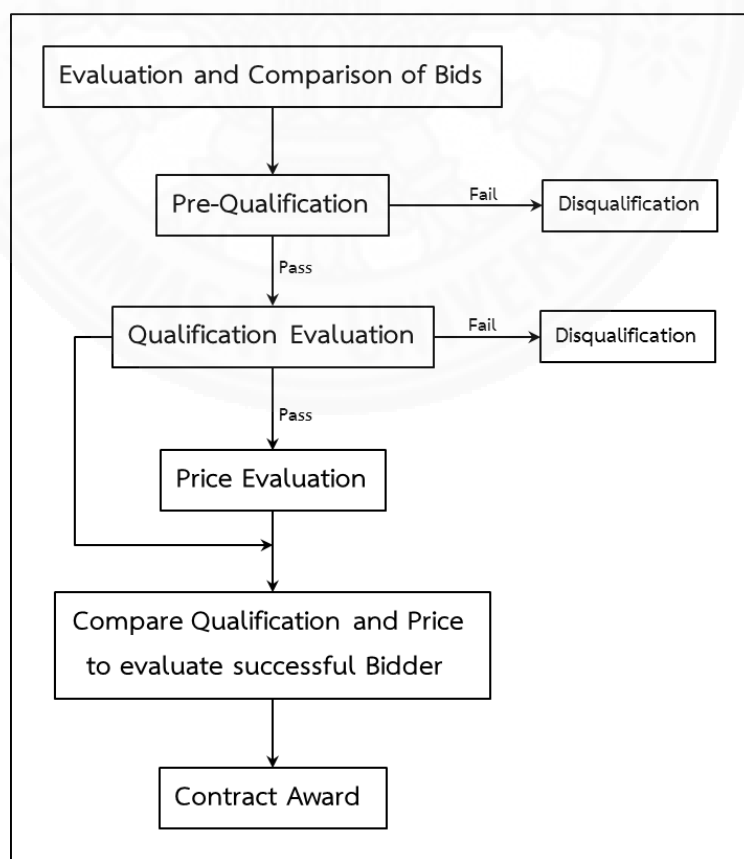 Evaluation and Comparison of Bids
Pre-Qualification
Fail
Disqualification
Pass
Qualification Evaluation
Fail
Disqualification
Pass
Price Evaluation
Compare Qualification and Price
to evaluate successful Bidder
Contract Award